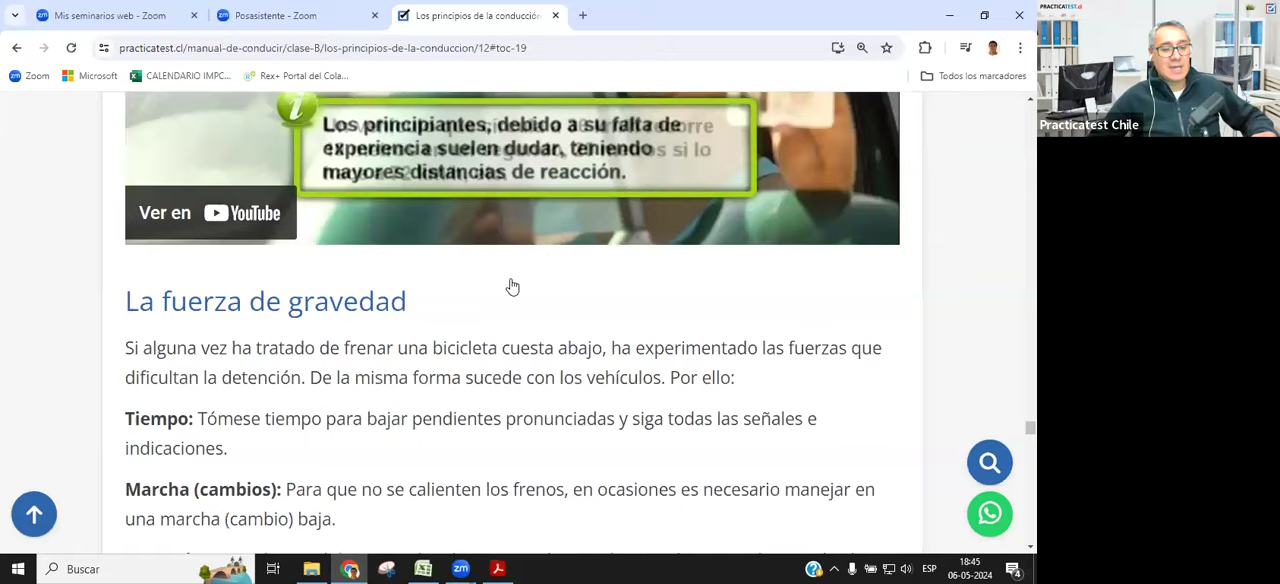 Mis seminarios web - Zoom
Posasistente - Zoom
Los principios de la conducción
practicatest.cl/manual-de-conducir/clase-B/los-principios-de-la-conduccion/12#toc-19
Zoom
Microsoft
CALENDARIO IMPC...
Rex+ Portal del Cola...
Todos los marcadores
PRACTICATEST.cl
Practicatest Chile
Los principiantes, debido a su falta de
experiencia suelen dudar, teniendo
mayores distancias de reacción.
Ver en YouTube
La fuerza de gravedad
Si alguna vez ha tratado de frenar una bicicleta cuesta abajo, ha experimentado las fuerzas que
dificultan la detención. De la misma forma sucede con los vehículos. Por ello:
Tiempo: Tómese tiempo para bajar pendientes pronunciadas y siga todas las señales e
indicaciones.
Marcha (cambios): Para que no se calienten los frenos, en ocasiones es necesario manejar en
una marcha (cambio) baja.
Buscar
ESP
18:45
06-05-2024
4